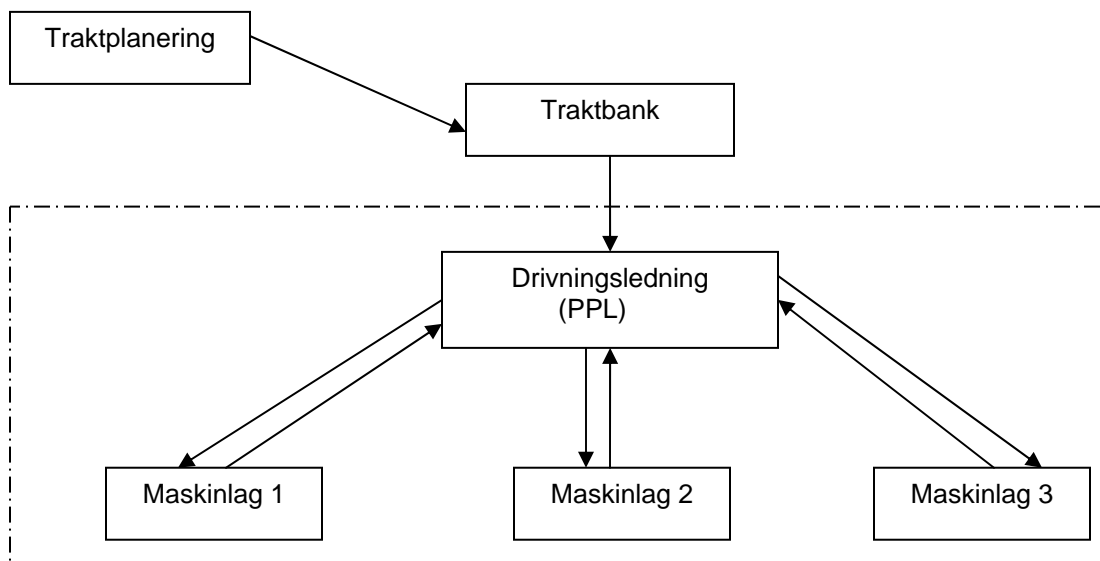 Traktplanering
Traktbank
Drivningsledning
(PPL)
Maskinlag 1
Maskinlag 2
Maskinlag 3